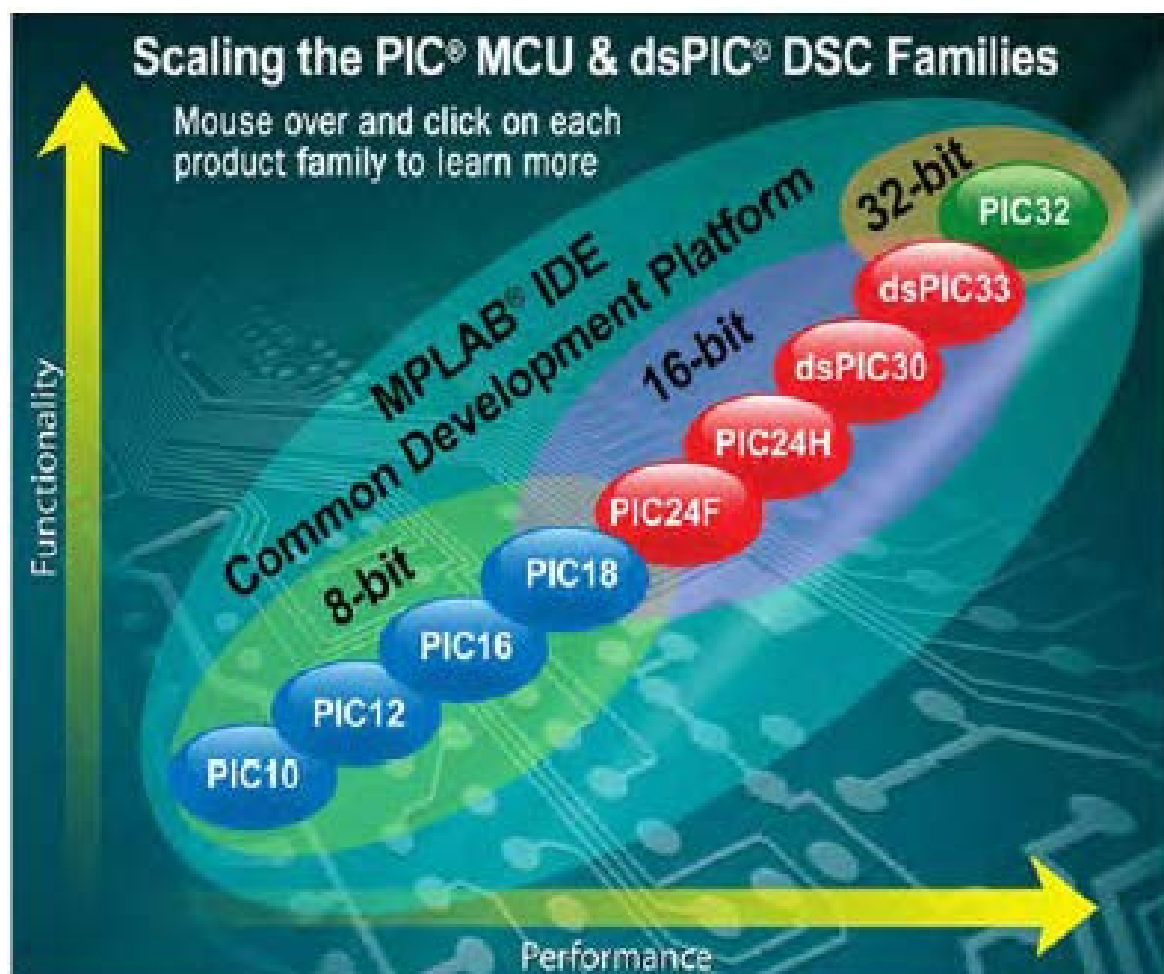 Scaling the PIC® MCU & dsPIC© DSC Families
Mouse over and click on each
product family to learn more
32-bit
PIC32
MPLAB® IDE
Common Development Platform
dsPIC33
16-bit
dsPIC30
PIC24H
PIC24F
8-bit
PIC18
PIC16
PIC12
PIC10
Functionality
Performance